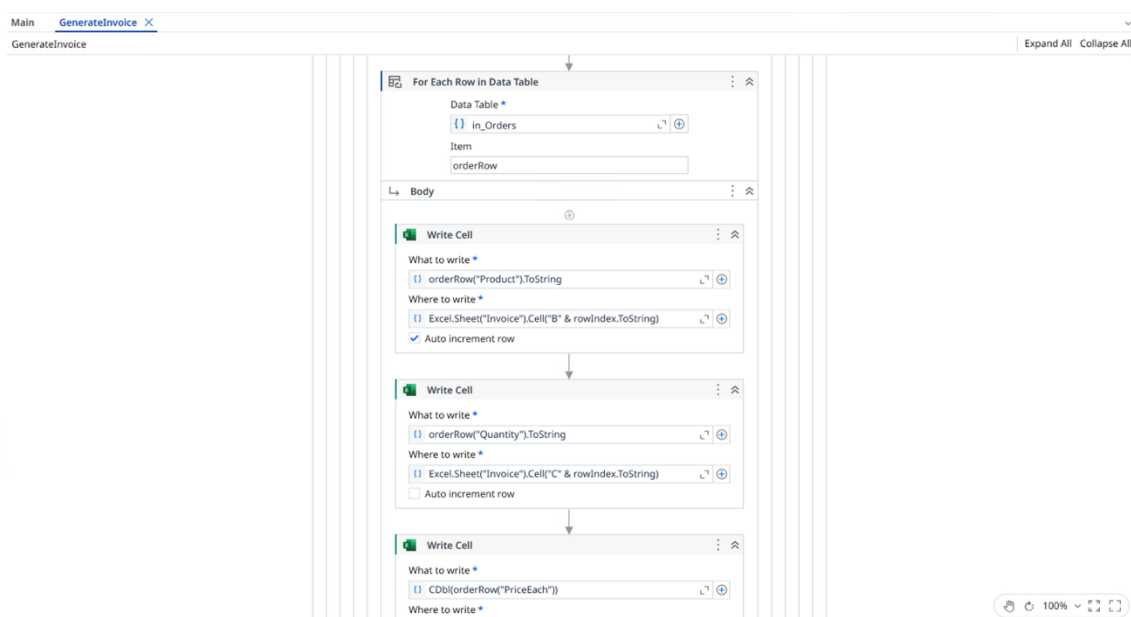 Main
GenerateInvoice
GenerateInvoice
Expand All Collapse All
For Each Row in Data Table
Data Table *
in_Orders
Item
orderRow
Body
Write Cell
What to write *
orderRow("Product").ToString
Where to write *
Excel.Sheet("Invoice").Cell("B" & rowIndex.ToString)
Auto increment row
Write Cell
What to write *
orderRow("Quantity").ToString
Where to write *
Excel.Sheet("Invoice").Cell("C" & rowIndex.ToString)
Auto increment row
Write Cell
What to write *
CDbl(orderRow("PriceEach"))
Where to write *
100%